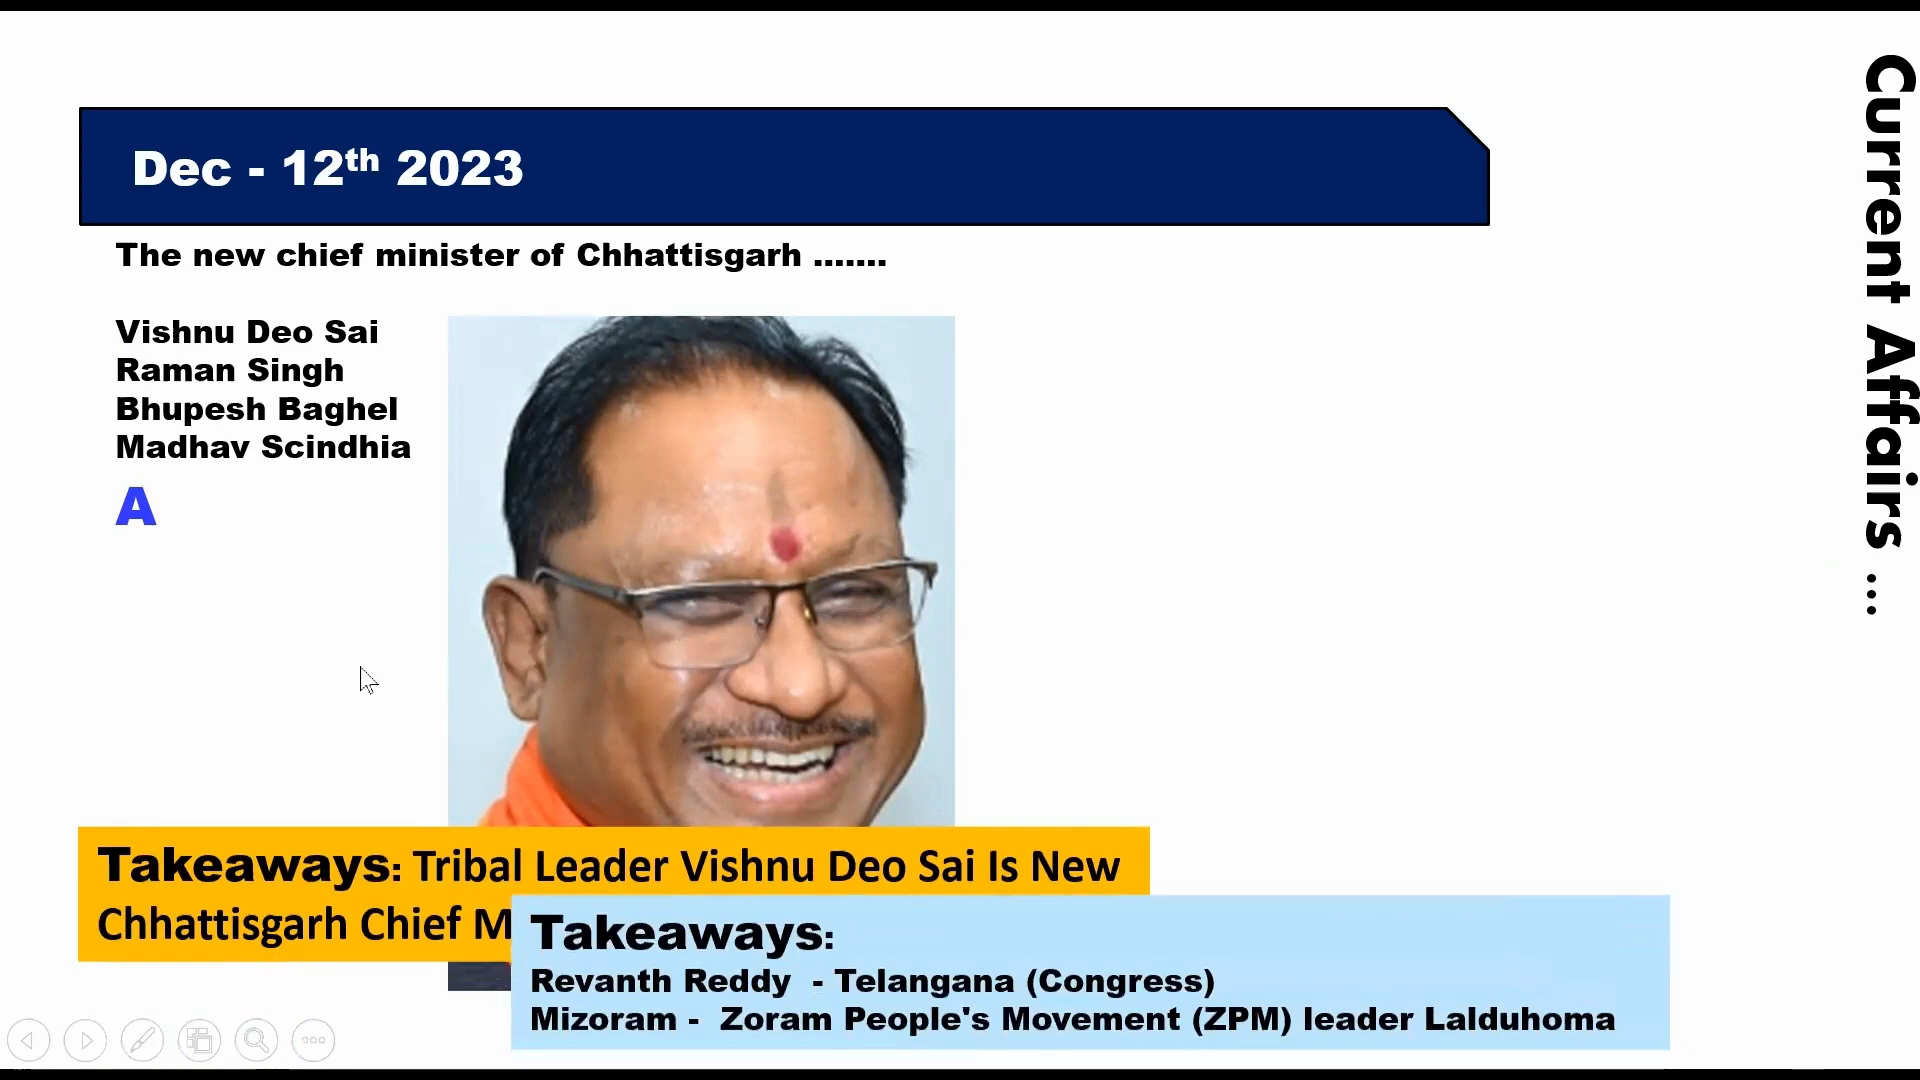 Dec - 12th 2023
The new chief minister of Chhattisgarh .......
Vishnu Deo Sai
Raman Singh
Bhupesh Baghel
Madhav Scindhia
A
Takeaways: Tribal Leader Vishnu Deo Sai Is New
Chhattisgarh Chief M
Takeaways:
Revanth Reddy - Telangana (Congress)
Mizoram - Zoram People's Movement (ZPM) leader Lalduhoma
Current Affairs ...